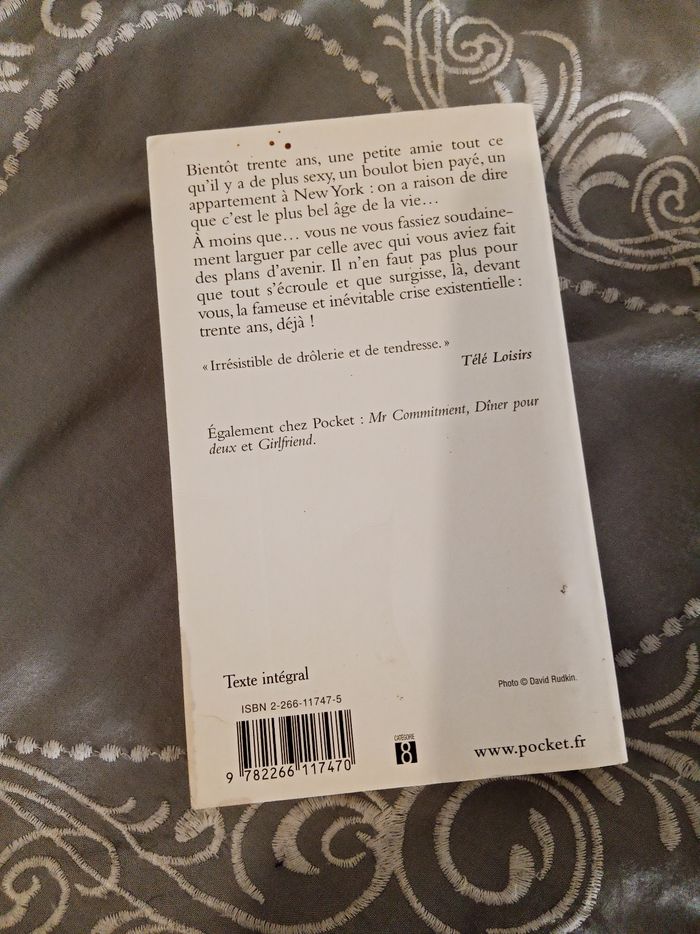 Bientôt trente ans, une petite amie tout ce
qu'il y a de plus sexy, un boulot bien payé, un
appartement à New York : on a raison de dire
que c'est le plus bel âge de la vie…
À moins que… vous ne vous fassiez soudaine-
ment larguer par celle avec qui vous aviez fait
des plans d'avenir. Il n'en faut pas plus pour
que tout s'écroule et que surgisse, là, devant
vous, la fameuse et inévitable crise existentielle :
trente ans, déjà !
« Irrésistible de drôlerie et de tendresse. »
Télé Loisirs
Également chez Pocket : Mr Commitment, Dîner pour
deux et Girlfriend.
Texte intégral
Photo © David Rudkin.
ISBN 2-266-11747-5
9 782266 117470
CATÉGORIE
8
www.pocket.fr